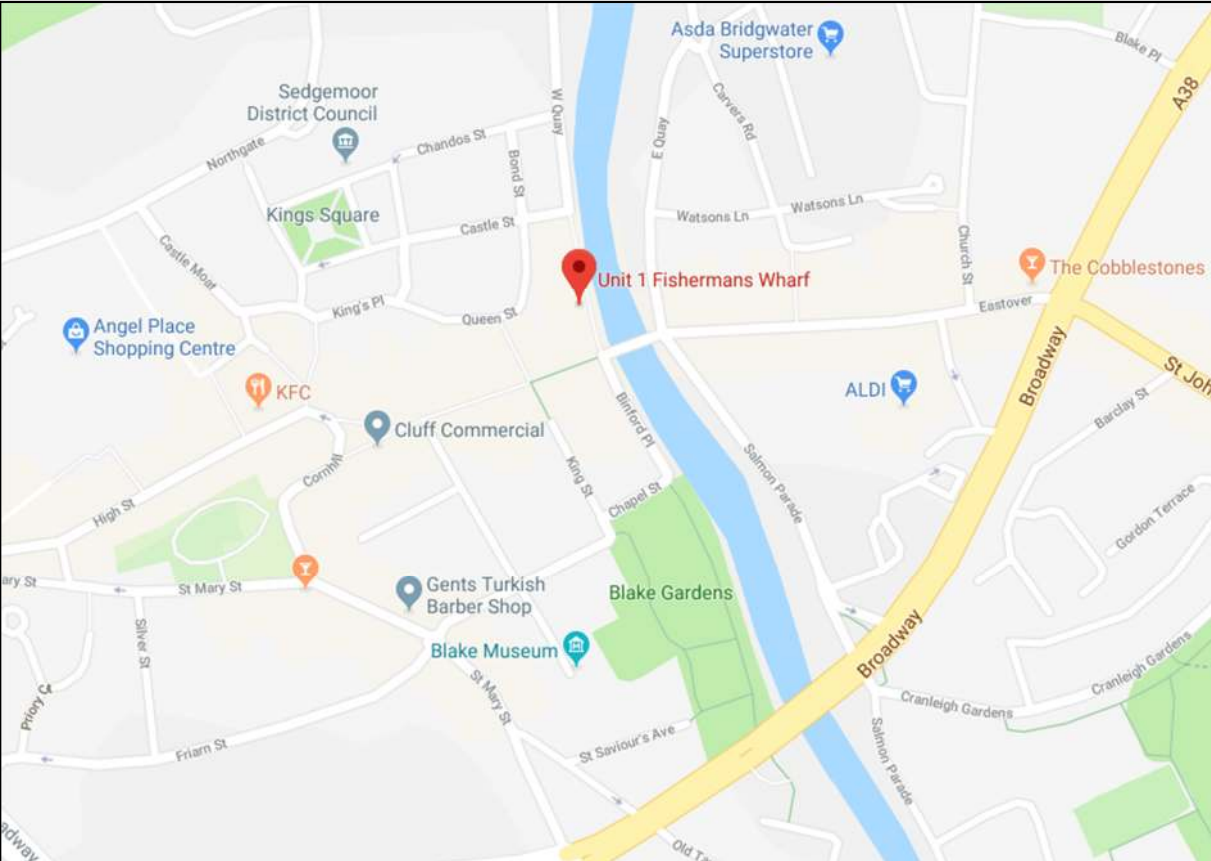 Asda Bridgwater
Superstore
Blake Pl
A38
Sedgemoor
District Council
Carvers Rd
W Quay
E Quay
Chandos St
Northgate
Bond St
Kings Square
Watsons Ln
Watsons Ln
Castle St
Church St
Castle Moat
The Cobblestones
Unit 1 Fishermans Wharf
King's Pl
Eastover
Queen St
Angel Place
Shopping Centre
Broadway
St Joh
KFC
ALDI
Binford Pl
Barclay St
Cluff Commercial
Cornhill
King St
Salmon Parade
Chapel St
High St
Gordon Terrace
ary St
St Mary St
Gents Turkish
Barber Shop
Blake Gardens
Silver St
Blake Museum
Broadway
Cranleigh Gardens
Cranleigh Gardens
Priory Ct
St Mary St
Friarn St
St Saviour's Ave
Salmon Parade
adway
Old Ta